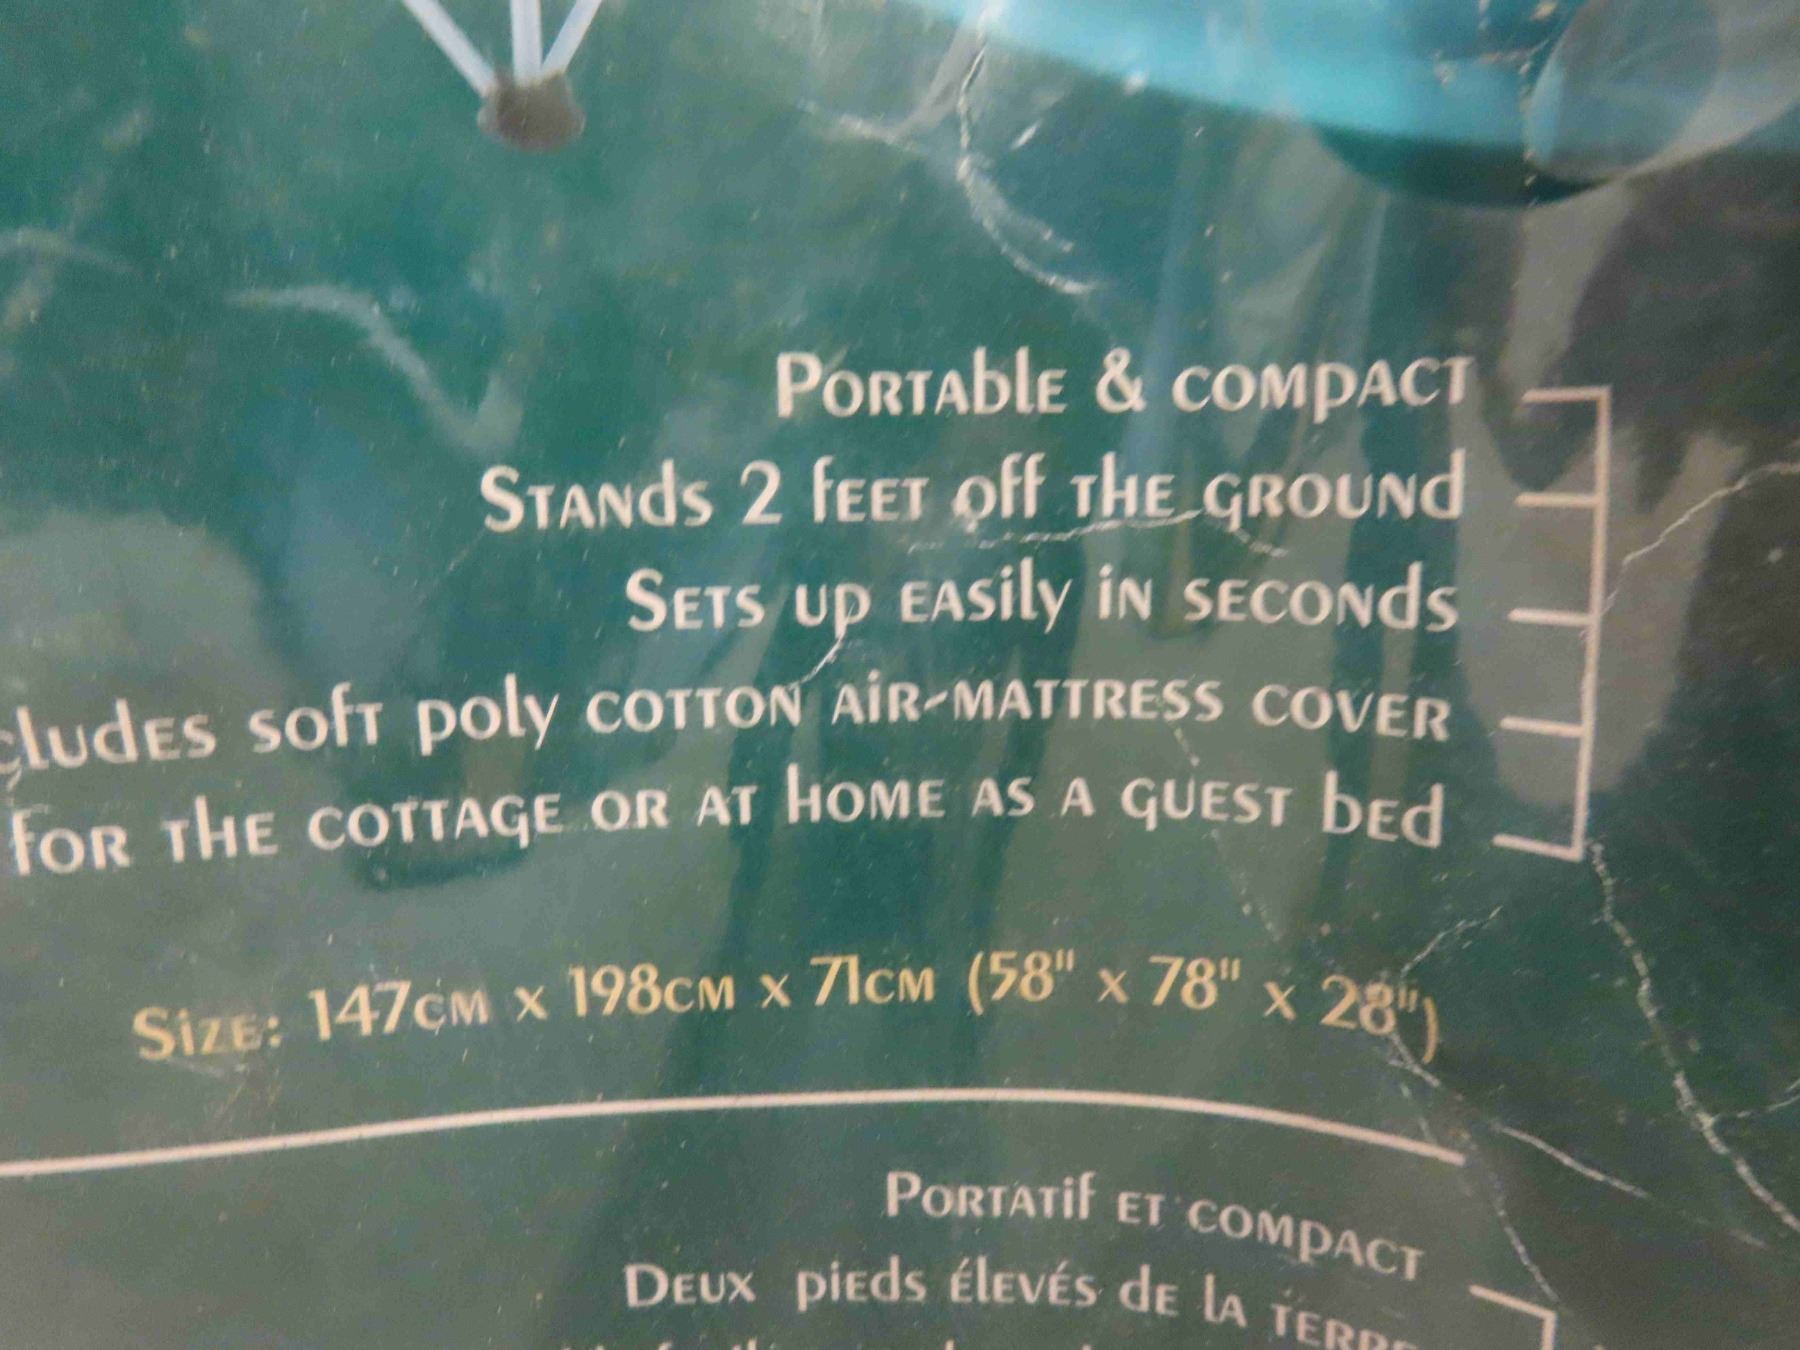 Portable & compact
Stands 2 feet off the ground
Sets up easily in seconds
cludes soft poly cotton air-mattress cover
for the cottage or at home as a guest bed
Size: 147cm x 198cm x 71cm (58" x 78" x 28")
Portatif et compact
Deux pieds élevés de la terre